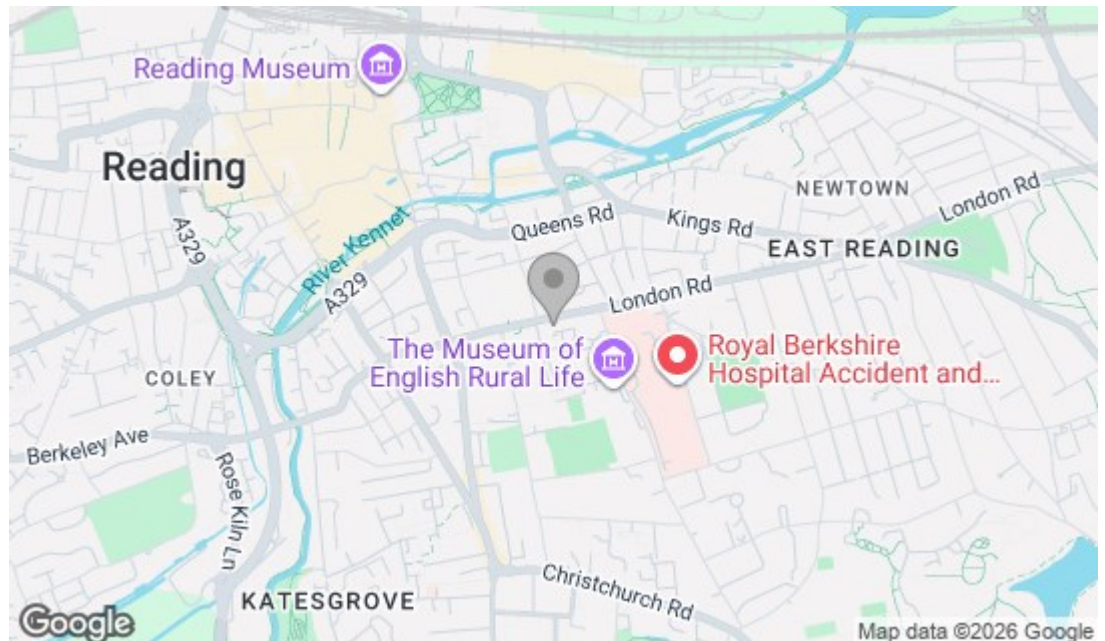 Reading Museum
Reading
NEWTOWN
London Rd
Queens Rd
Kings Rd
EAST READING
A329
River Kennet
A329
London Rd
The Museum of
English Rural Life
Royal Berkshire
Hospital Accident and...
COLEY
Berkeley Ave
Rose Kiln Ln
Christchurch Rd
KATESGROVE
Google
Map data ©2026 Google